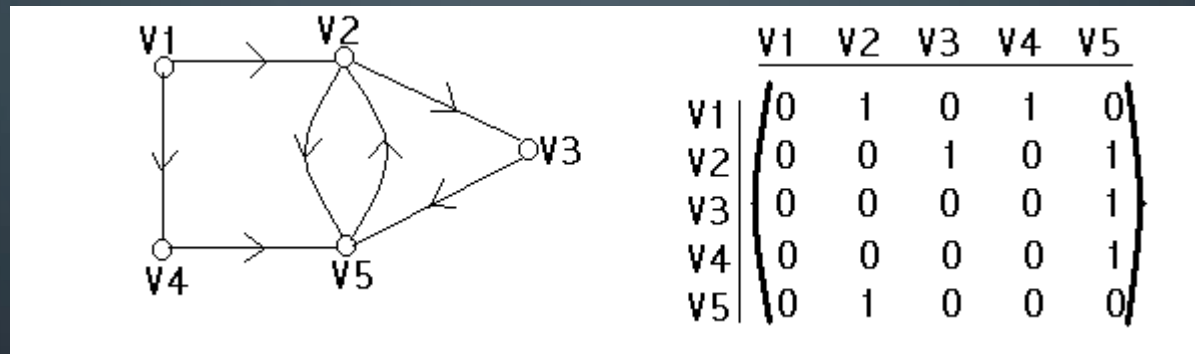 V1 V2
V3
V4 V5
V1 V2 V3 V4 V5
V1 0 1 0 1 0
V2 0 0 1 0 1
V3 0 0 0 0 1
V4 0 0 0 0 1
V5 0 1 0 0 0